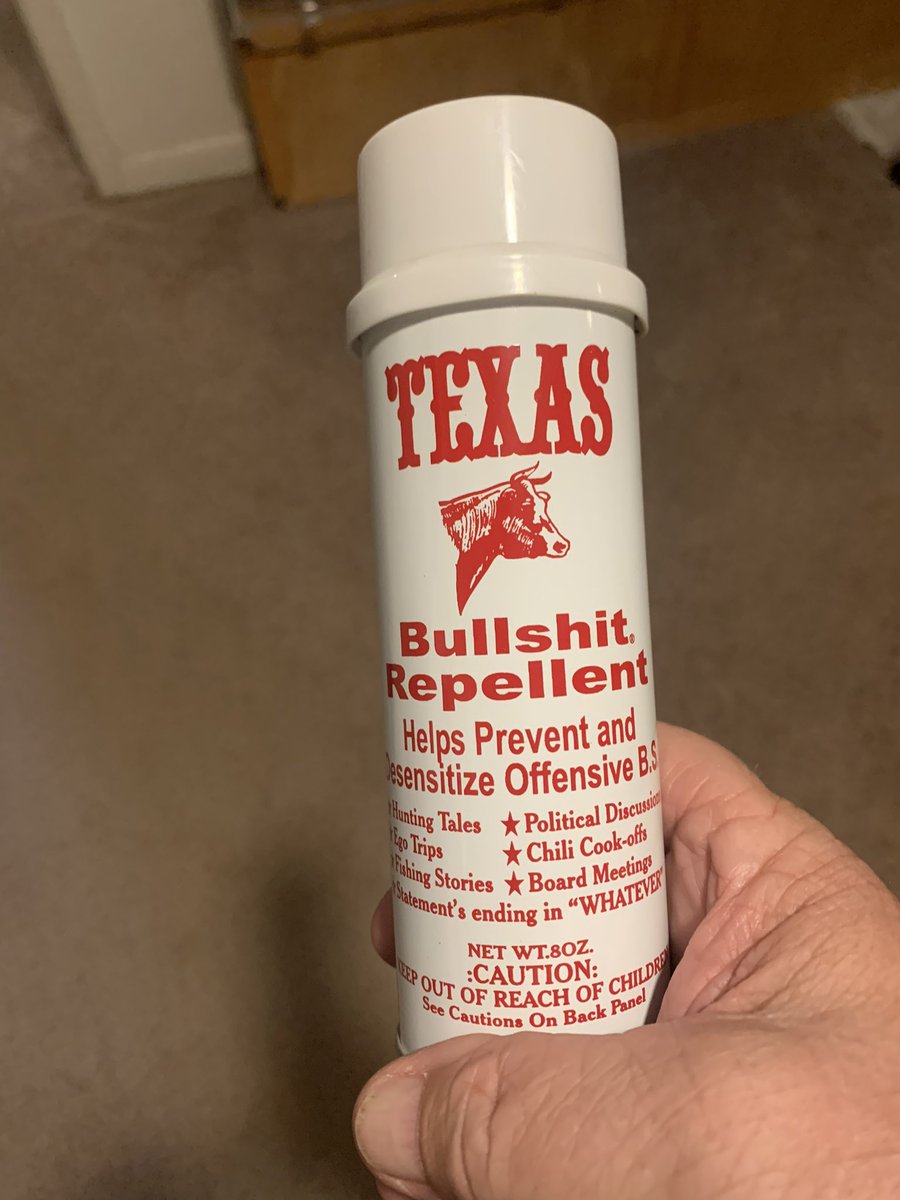 TEXAS
Bullshit®
Repellent
Helps Prevent and
Desensitize Offensive B.S.
Hunting Tales ★ Political Discussions
Ego Trips ★ Chili Cook-offs
Fishing Stories ★ Board Meetings
Statement's ending in "WHATEVER"
NET WT.8OZ.
:CAUTION:
KEEP OUT OF REACH OF CHILDREN
See Cautions On Back Panel